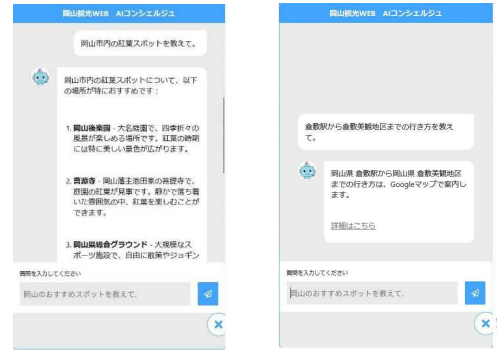 岡山観光WEB AIコンシェルジュ
岡山市内の紅葉スポットを教えて。
岡山市内の紅葉スポットについて、以下
の場所が特におすすめです：
1. 岡山後楽園 - 大名庭園で、四季折々の
風景が楽しめる場所です。紅葉の時期
には特に美しい景色が広がります。
2. 曹源寺 - 岡山藩主池田家の菩提寺で、
庭園の紅葉が見事です。静かで落ち着
いた雰囲気の中、紅葉を楽しむことが
できます。
3. 岡山県総合グラウンド - 大規模なス
ポーツ施設で、自由に散策やジョギン
質問を入力してください
岡山のおすすめスポットを教えて。
岡山観光WEB AIコンシェルジュ
倉敷駅から倉敷美観地区までの行き方を教え
て。
岡山県 倉敷駅から岡山県 倉敷美観地区
までの行き方は、Googleマップで案内し
ます。
詳細はこちら
質問を入力してください
岡山のおすすめスポットを教えて。